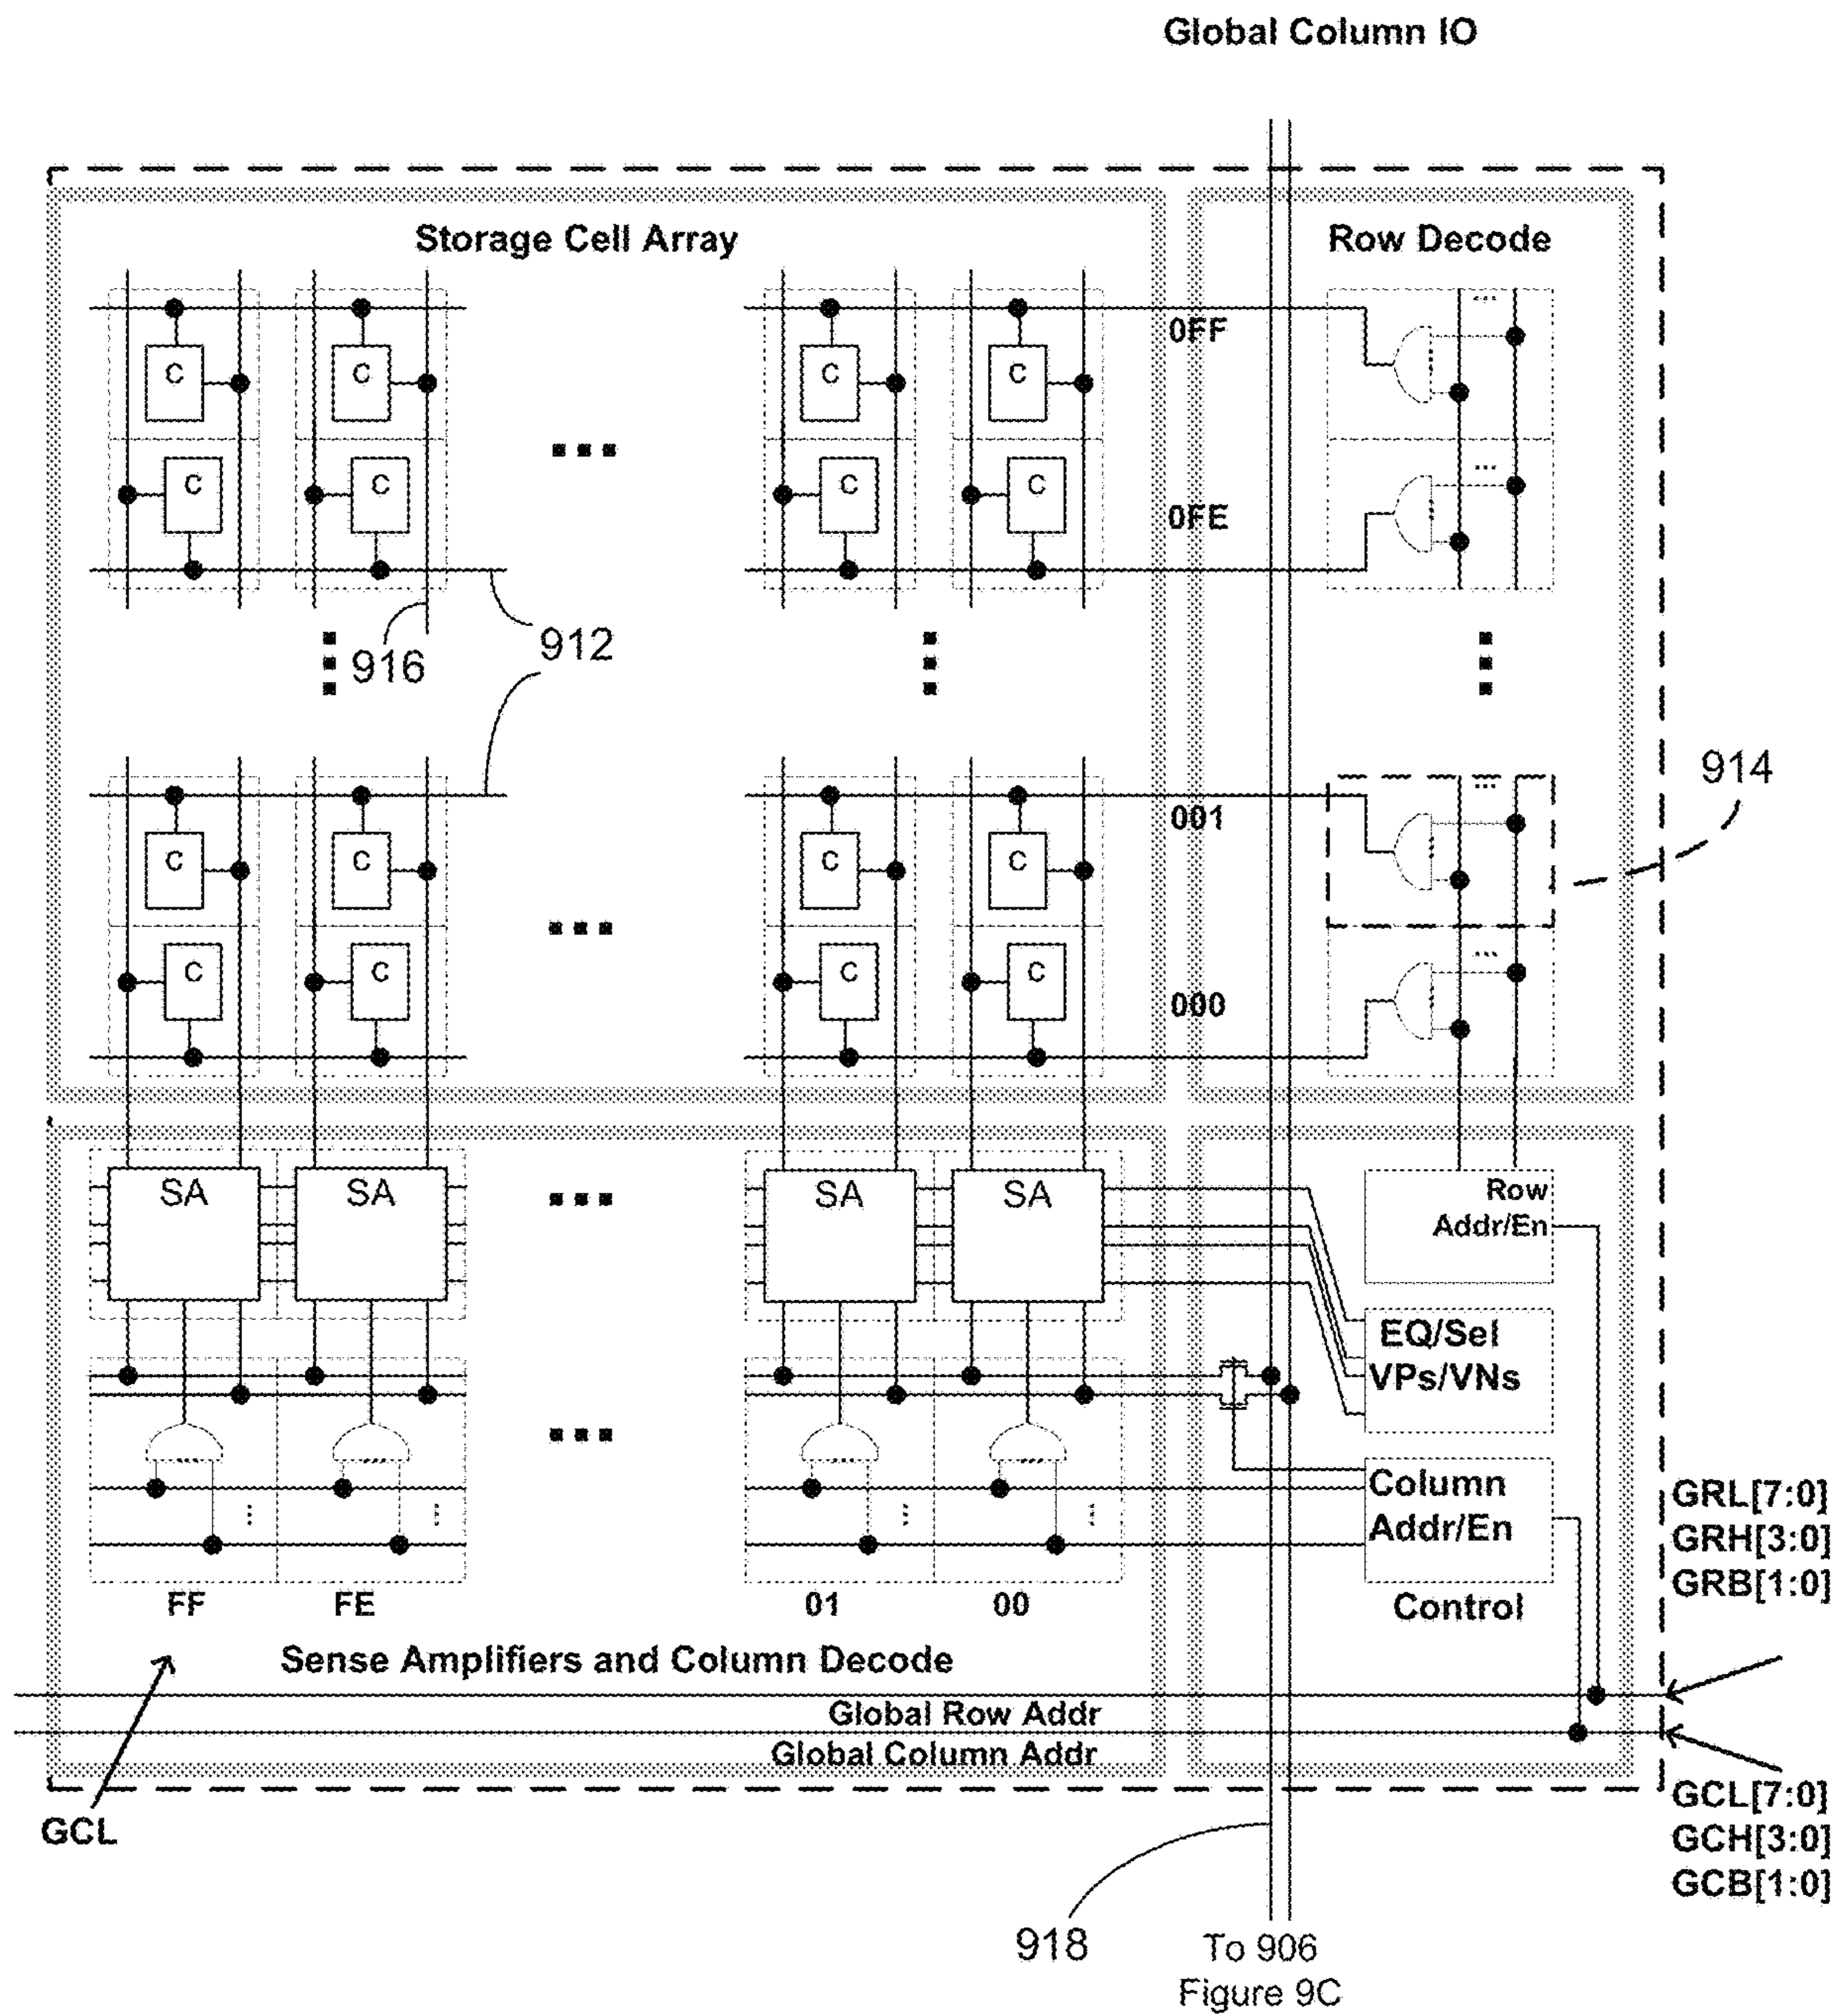 Global Column IO
Storage Cell Array
Row Decode
0FF
C C C C
C C C C
0FE
916
912
914
001
C C C C
C C C C
000
SA SA SA SA
Row
Addr/En
EQ/Sel
VPs/VNs
Column
Addr/En
Control
FF FE 01 00
GRL[7:0]
GRH[3:0]
GRB[1:0]
Sense Amplifiers and Column Decode
Global Row Addr
Global Column Addr
GCL
GCL[7:0]
GCH[3:0]
GCB[1:0]
918
To 906
Figure 9C